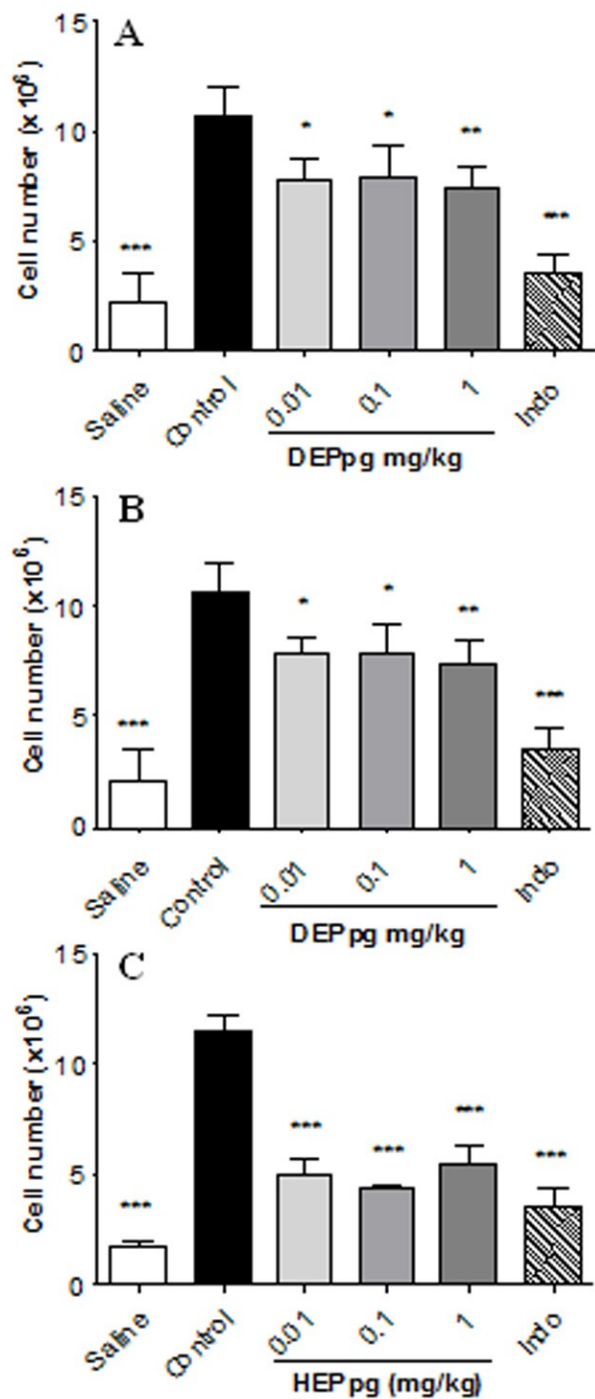 A
Cell number (x10⁶)
15
10
5
0
***
*
*
**
***
Saline
Control
0.01
0.1
1
Indo
DEPpg mg/kg
B
Cell number (x10⁶)
15
10
5
0
***
*
*
**
***
Saline
Control
0.01
0.1
1
Indo
DEPpg mg/kg
C
Cell number (x10⁶)
15
10
5
0
***
***
***
***
***
Saline
Control
0.01
0.1
1
Indo
HEPpg (mg/kg)